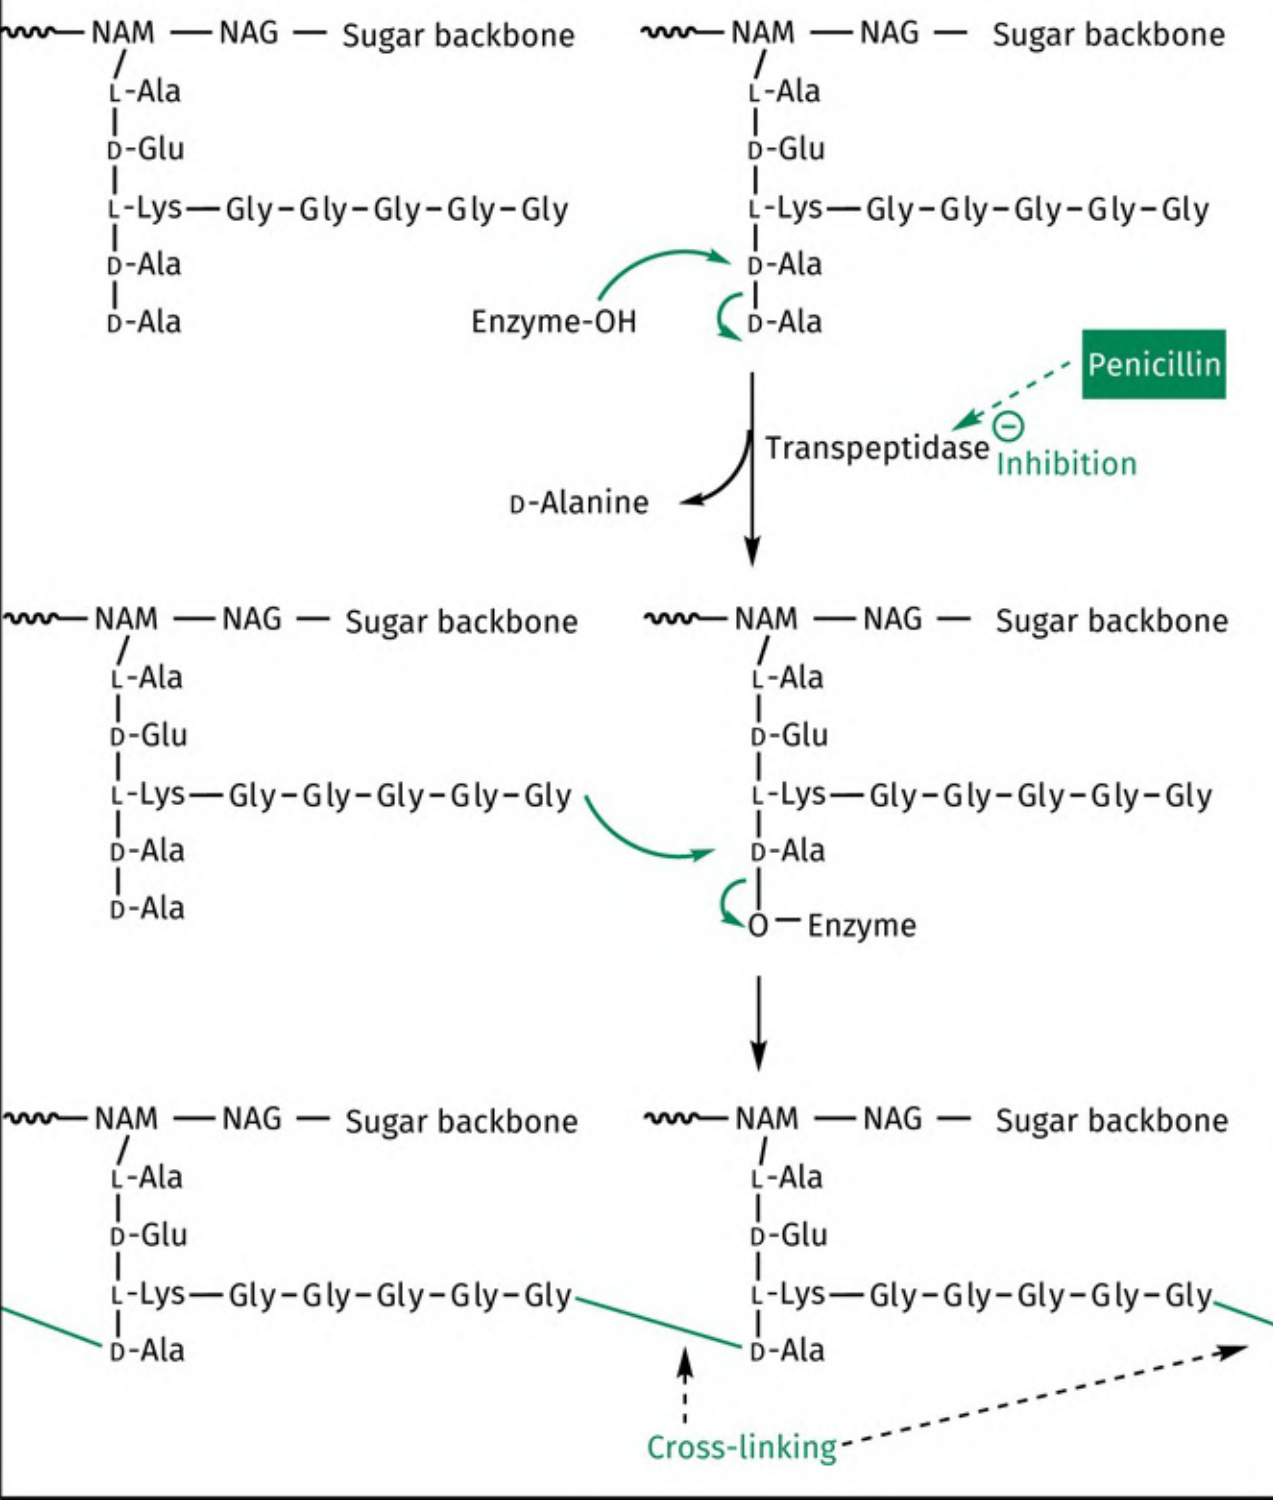 NAM — NAG — Sugar backbone NAM — NAG — Sugar backbone
L-Ala L-Ala
D-Glu D-Glu
L-Lys—Gly–Gly–Gly–Gly–Gly L-Lys—Gly–Gly–Gly–Gly–Gly
D-Ala D-Ala
D-Ala Enzyme-OH D-Ala
Penicillin
Transpeptidase ⊖
Inhibition
D-Alanine
NAM — NAG — Sugar backbone NAM — NAG — Sugar backbone
L-Ala L-Ala
D-Glu D-Glu
L-Lys—Gly–Gly–Gly–Gly–Gly L-Lys—Gly–Gly–Gly–Gly–Gly
D-Ala D-Ala
D-Ala O—Enzyme
NAM — NAG — Sugar backbone NAM — NAG — Sugar backbone
L-Ala L-Ala
D-Glu D-Glu
L-Lys—Gly–Gly–Gly–Gly–Gly L-Lys—Gly–Gly–Gly–Gly–Gly
D-Ala D-Ala
Cross-linking